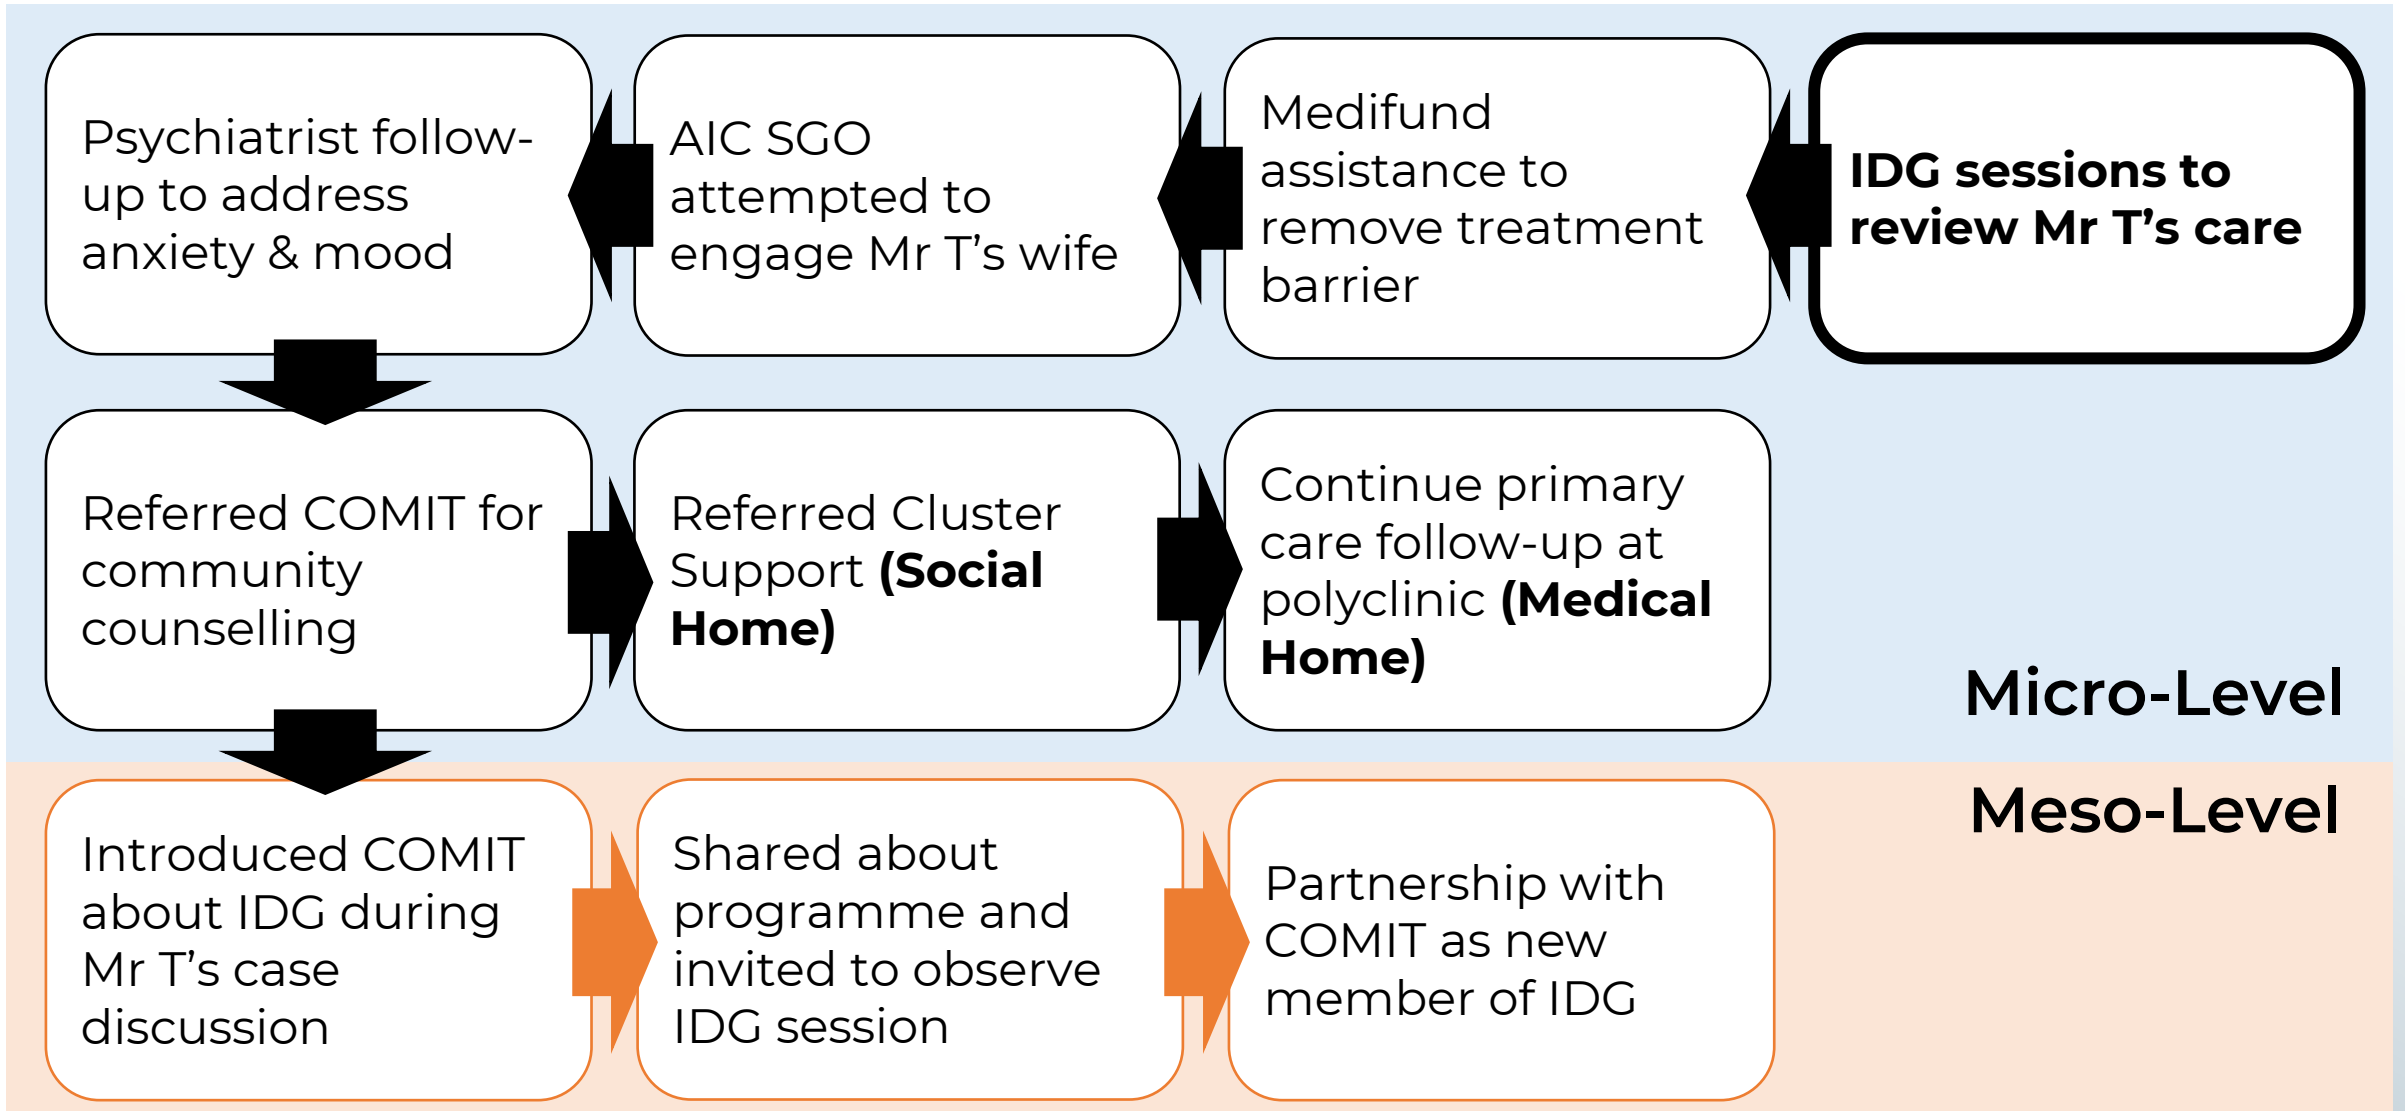 Psychiatrist follow-
up to address
anxiety & mood
AIC SGO
attempted to
engage Mr T’s wife
Medifund
assistance to
remove treatment
barrier
IDG sessions to
review Mr T’s care
Referred COMIT for
community
counselling
Referred Cluster
Support (Social
Home)
Continue primary
care follow-up at
polyclinic (Medical
Home)
Micro-Level
Meso-Level
Introduced COMIT
about IDG during
Mr T’s case
discussion
Shared about
programme and
invited to observe
IDG session
Partnership with
COMIT as new
member of IDG